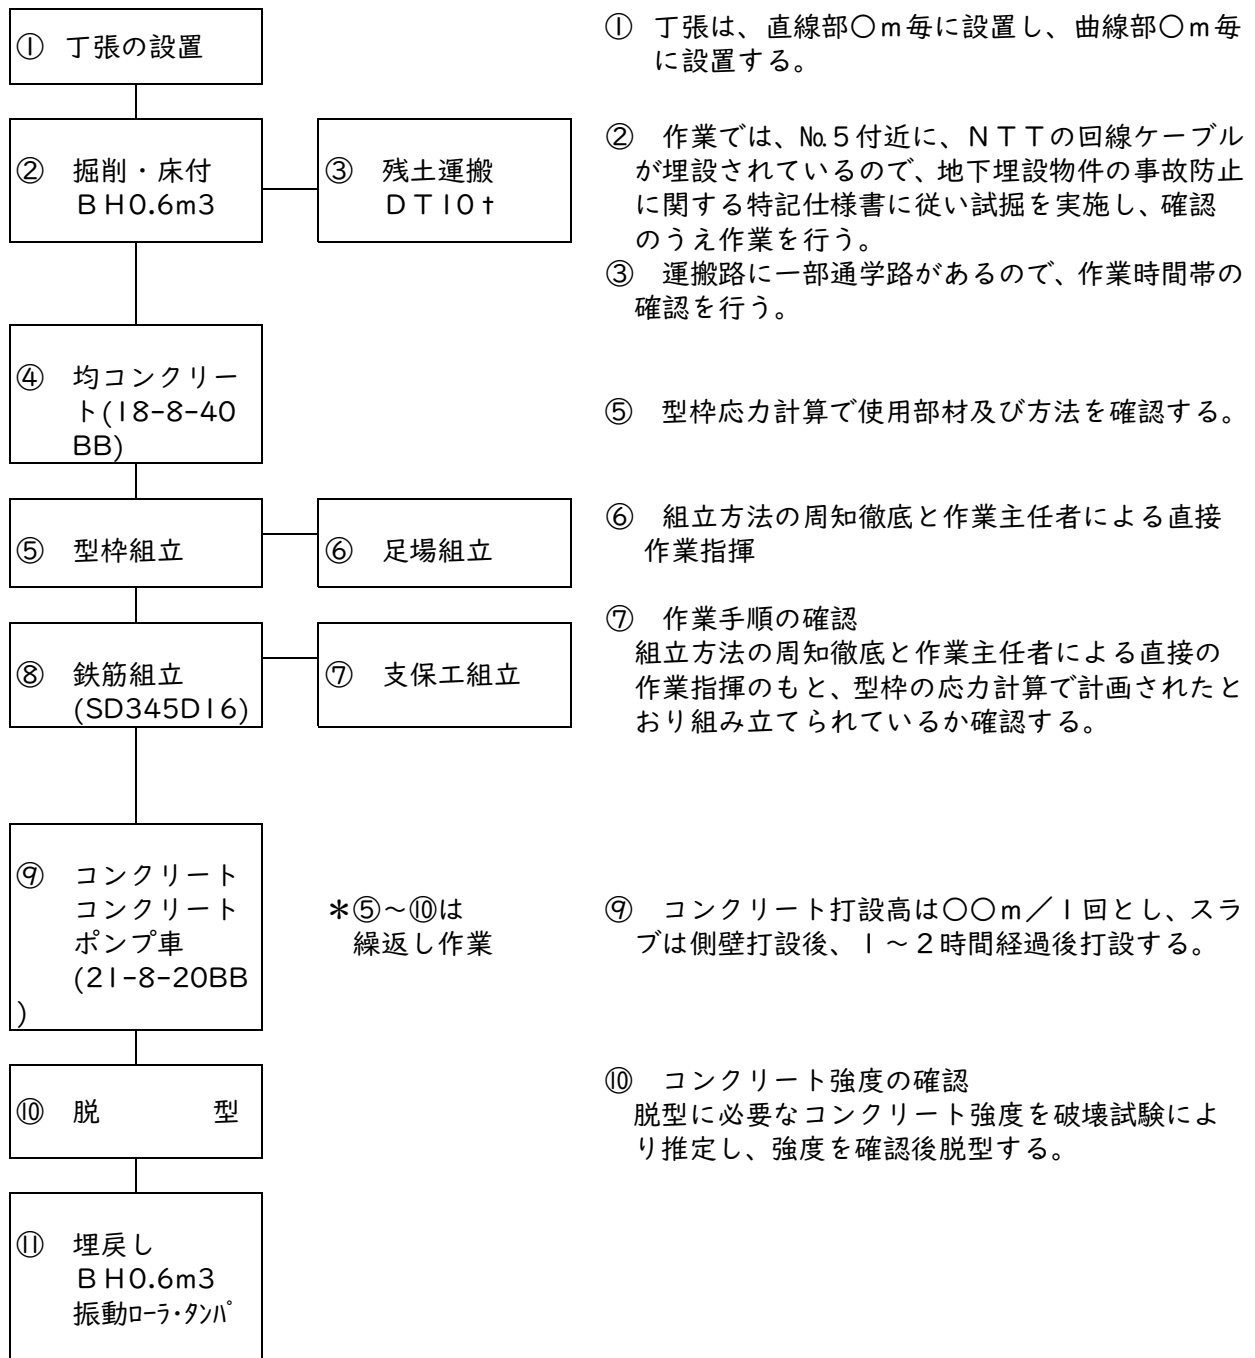 ① 丁張の設置
① 丁張は、直線部〇ｍ毎に設置し、曲線部〇ｍ毎
に設置する。
② 掘削・床付
ＢＨ0.6m3
③ 残土運搬
ＤＴ10ｔ
② 作業では、№５付近に、ＮＴＴの回線ケーブル
が埋設されているので、地下埋設物件の事故防止
に関する特記仕様書に従い試掘を実施し、確認
のうえ作業を行う。
③ 運搬路に一部通学路があるので、作業時間帯の
確認を行う。
④ 均コンクリー
ト(18-8-40
BB)
⑤ 型枠応力計算で使用部材及び方法を確認する。
⑤ 型枠組立
⑥ 足場組立
⑥ 組立方法の周知徹底と作業主任者による直接
作業指揮
⑧ 鉄筋組立
(SD345D16)
⑦ 支保工組立
⑦ 作業手順の確認
組立方法の周知徹底と作業主任者による直接の
作業指揮のもと、型枠の応力計算で計画されたと
おり組み立てられているか確認する。
⑨ コンクリート
コンクリート
ポンプ車
(21-8-20BB
)
＊⑤～⑩は
繰返し作業
⑨ コンクリート打設高は〇〇ｍ／１回とし、スラ
ブは側壁打設後、１～２時間経過後打設する。
⑩ 脱　　　型
⑩ コンクリート強度の確認
脱型に必要なコンクリート強度を破壊試験によ
り推定し、強度を確認後脱型する。
⑪ 埋戻し
ＢＨ0.6m3
振動ﾛｰﾗ･ﾀﾝﾊﾟ